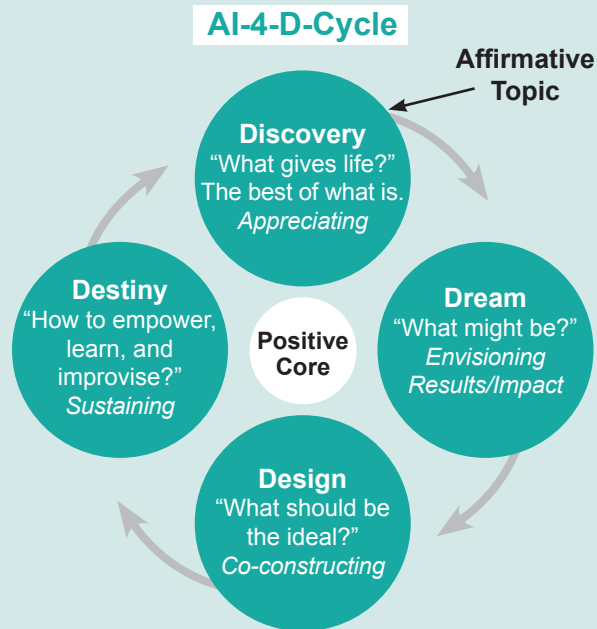 AI-4-D-Cycle
Affirmative
Topic
Discovery
“What gives life?”
The best of what is.
Appreciating
Dream
“What might be?”
Envisioning
Results/Impact
Design
“What should be
the ideal?”
Co-constructing
Destiny
“How to empower,
learn, and
improvise?”
Sustaining
Positive
Core